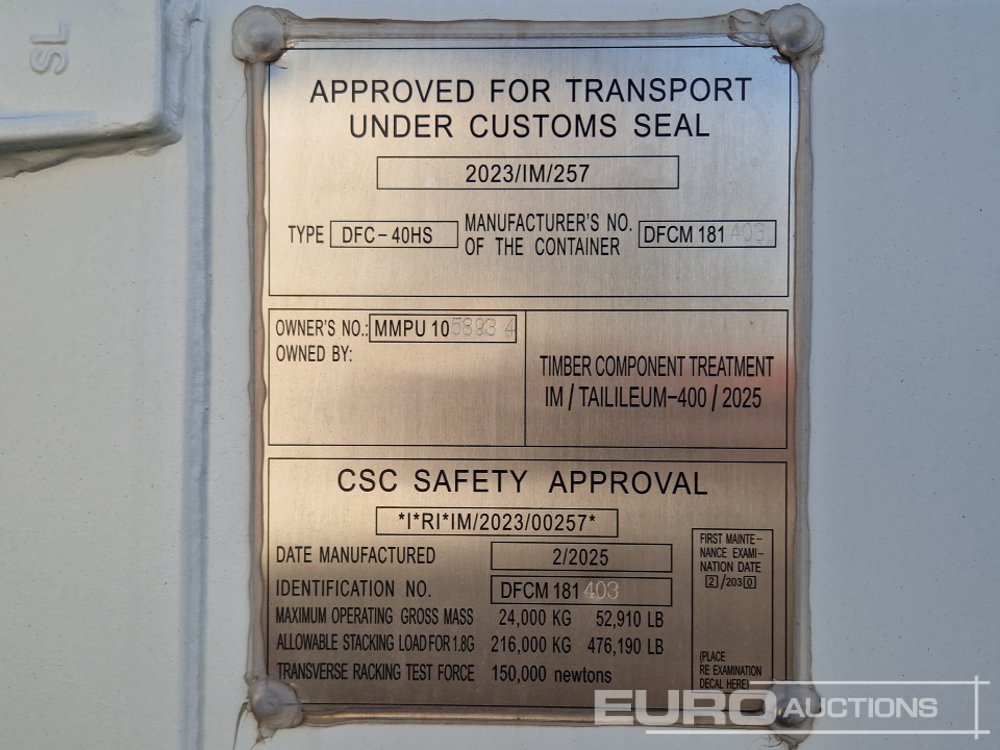 SL
APPROVED FOR TRANSPORT
UNDER CUSTOMS SEAL
2023/IM/257
TYPE DFC-40HS MANUFACTURER'S NO. OF THE CONTAINER DFCM 181403
OWNER'S NO.: MMPU 105893 4
OWNED BY:
TIMBER COMPONENT TREATMENT
IM / TAILILEUM-400 / 2025
CSC SAFETY APPROVAL
*I*RI*IM/2023/00257*
DATE MANUFACTURED 2/2025
IDENTIFICATION NO. DFCM 181403
MAXIMUM OPERATING GROSS MASS 24,000 KG 52,910 LB
ALLOWABLE STACKING LOAD FOR 1.8G 216,000 KG 476,190 LB
TRANSVERSE RACKING TEST FORCE 150,000 newtons
FIRST MAINTE-
NANCE EXAMI-
NATION DATE
2/2030
(PLACE
RE EXAMINATION
DECAL HERE)
EURO AUCTIONS